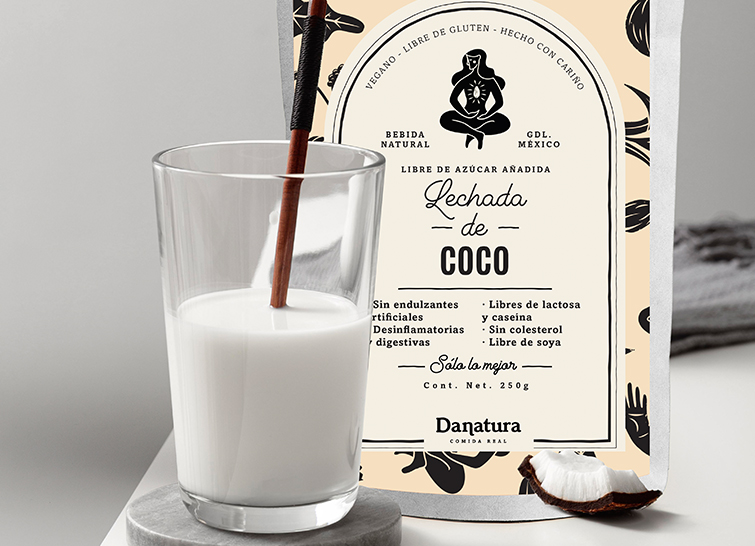 VEGANO - LIBRE DE GLUTEN - HECHO CON CARIÑO
BEBIDA
NATURAL
GDL.
MÉXICO
LIBRE DE AZÚCAR AÑADIDA
Lechada
de
COCO
Sin endulzantes
rtificiales
Desinflamatorias
y digestivas
· Libres de lactosa
y caseina
· Sin colesterol
· Libre de soya
Sólo lo mejor
Cont. Net. 250g
Danatura
COMIDA REAL